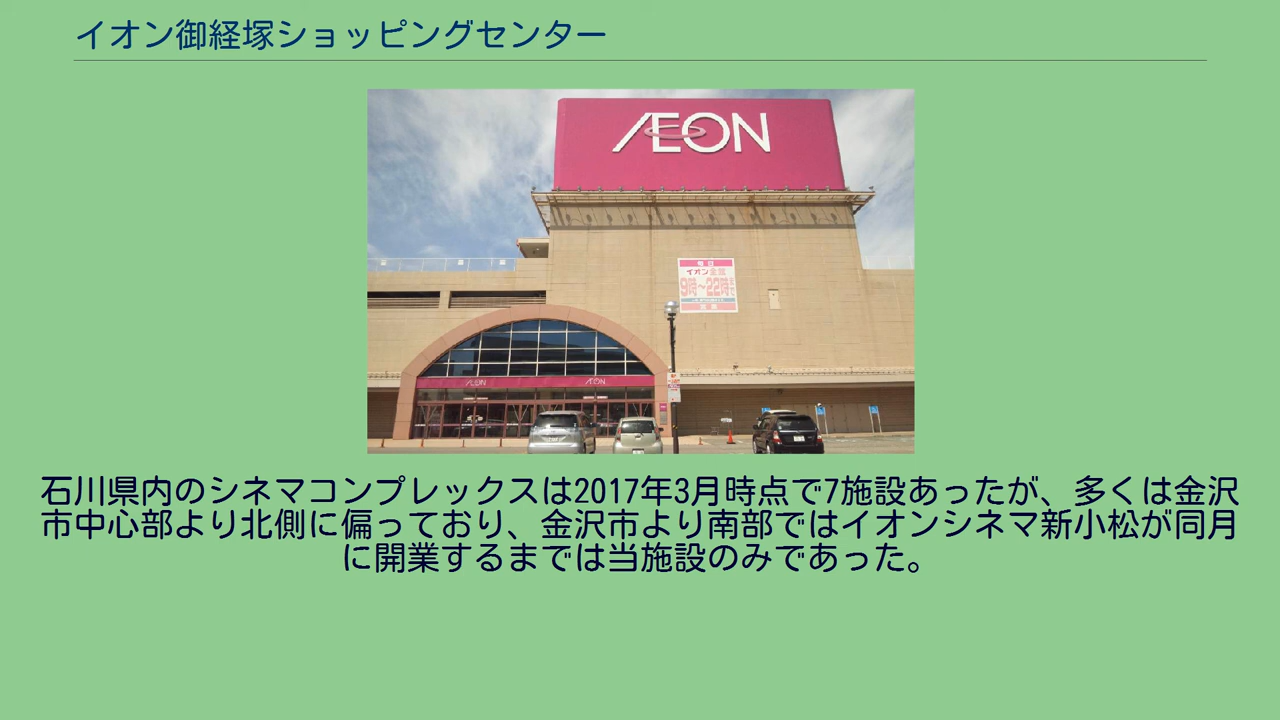 イオン御経塚ショッピングセンター
ÆON
イオン金沢
9時~22時まで
ÆON ÆON
石川県内のシネマコンプレックスは2017年3月時点で7施設あったが、多くは金沢
市中心部より北側に偏っており、金沢市より南部ではイオンシネマ新小松が同月
に開業するまでは当施設のみであった。